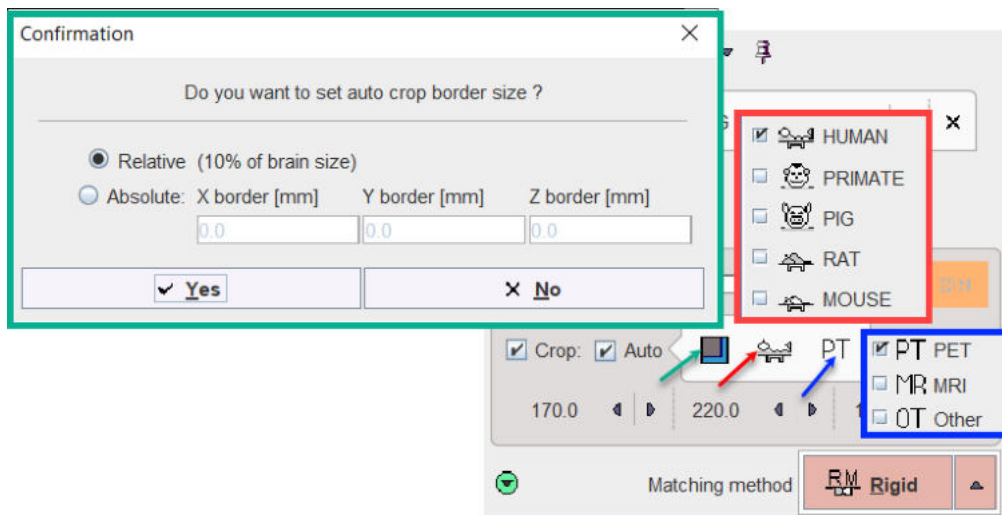 Confirmation
Do you want to set auto crop border size ?
Relative (10% of brain size)
Absolute: X border [mm] Y border [mm] Z border [mm]
0.0 0.0 0.0
Yes No
HUMAN
PRIMATE
PIG
RAT
MOUSE
Crop: Auto PT
PT PET
MR MRI
OT Other
170.0 220.0
Matching method RM Rigid